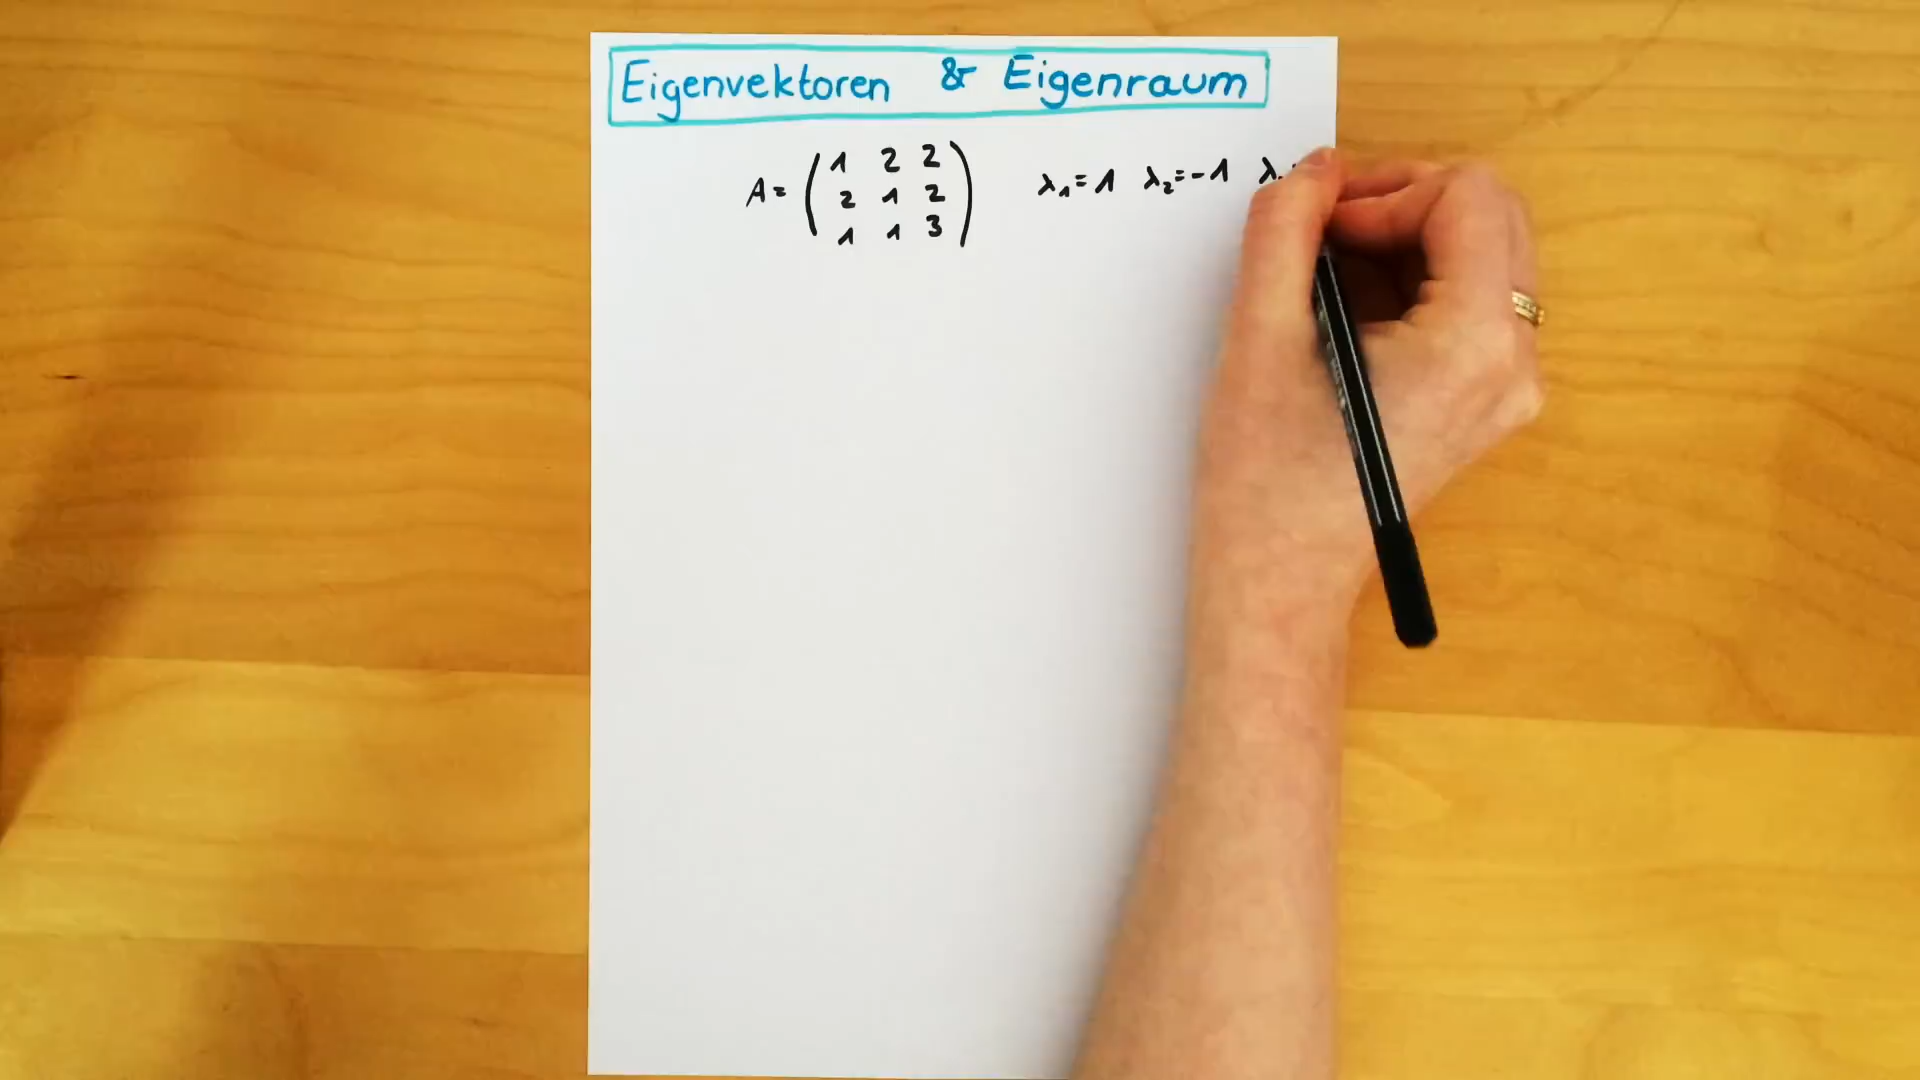 Eigenvektoren & Eigenraum
A= (1 2 2
2 1 2
1 1 3)
λ₁=1 λ₂=-1 λ